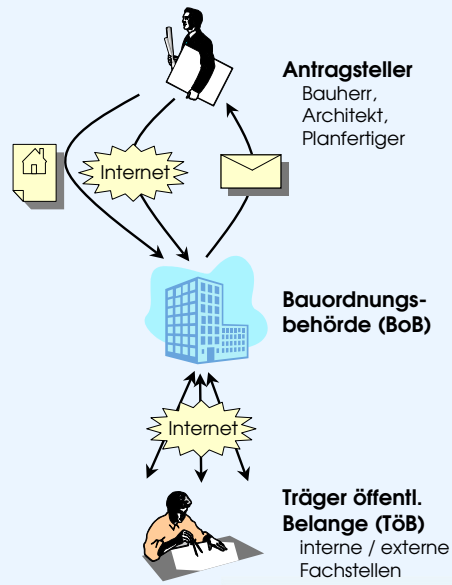 Antragsteller
Bauherr,
Architekt,
Planfertiger
Internet
Bauordnungs-
behörde (BoB)
Internet
Träger öffentl.
Belange (TöB)
interne / externe
Fachstellen